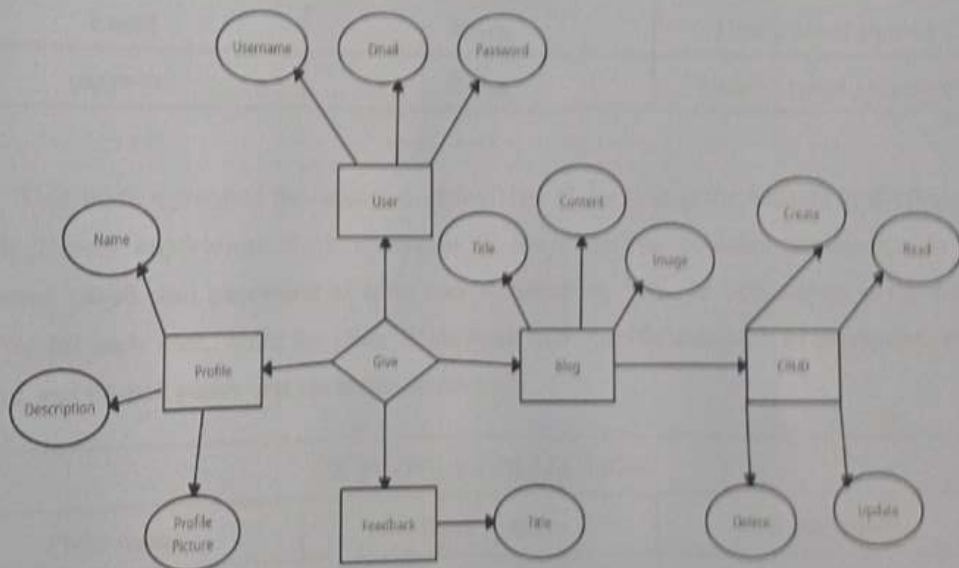 Username
Email
Password
User
Content
Create
Name
Title
Image
Read
Profile
Give
Blog
CRUD
Description
Profile
Picture
Feedback
Title
Delete
Update